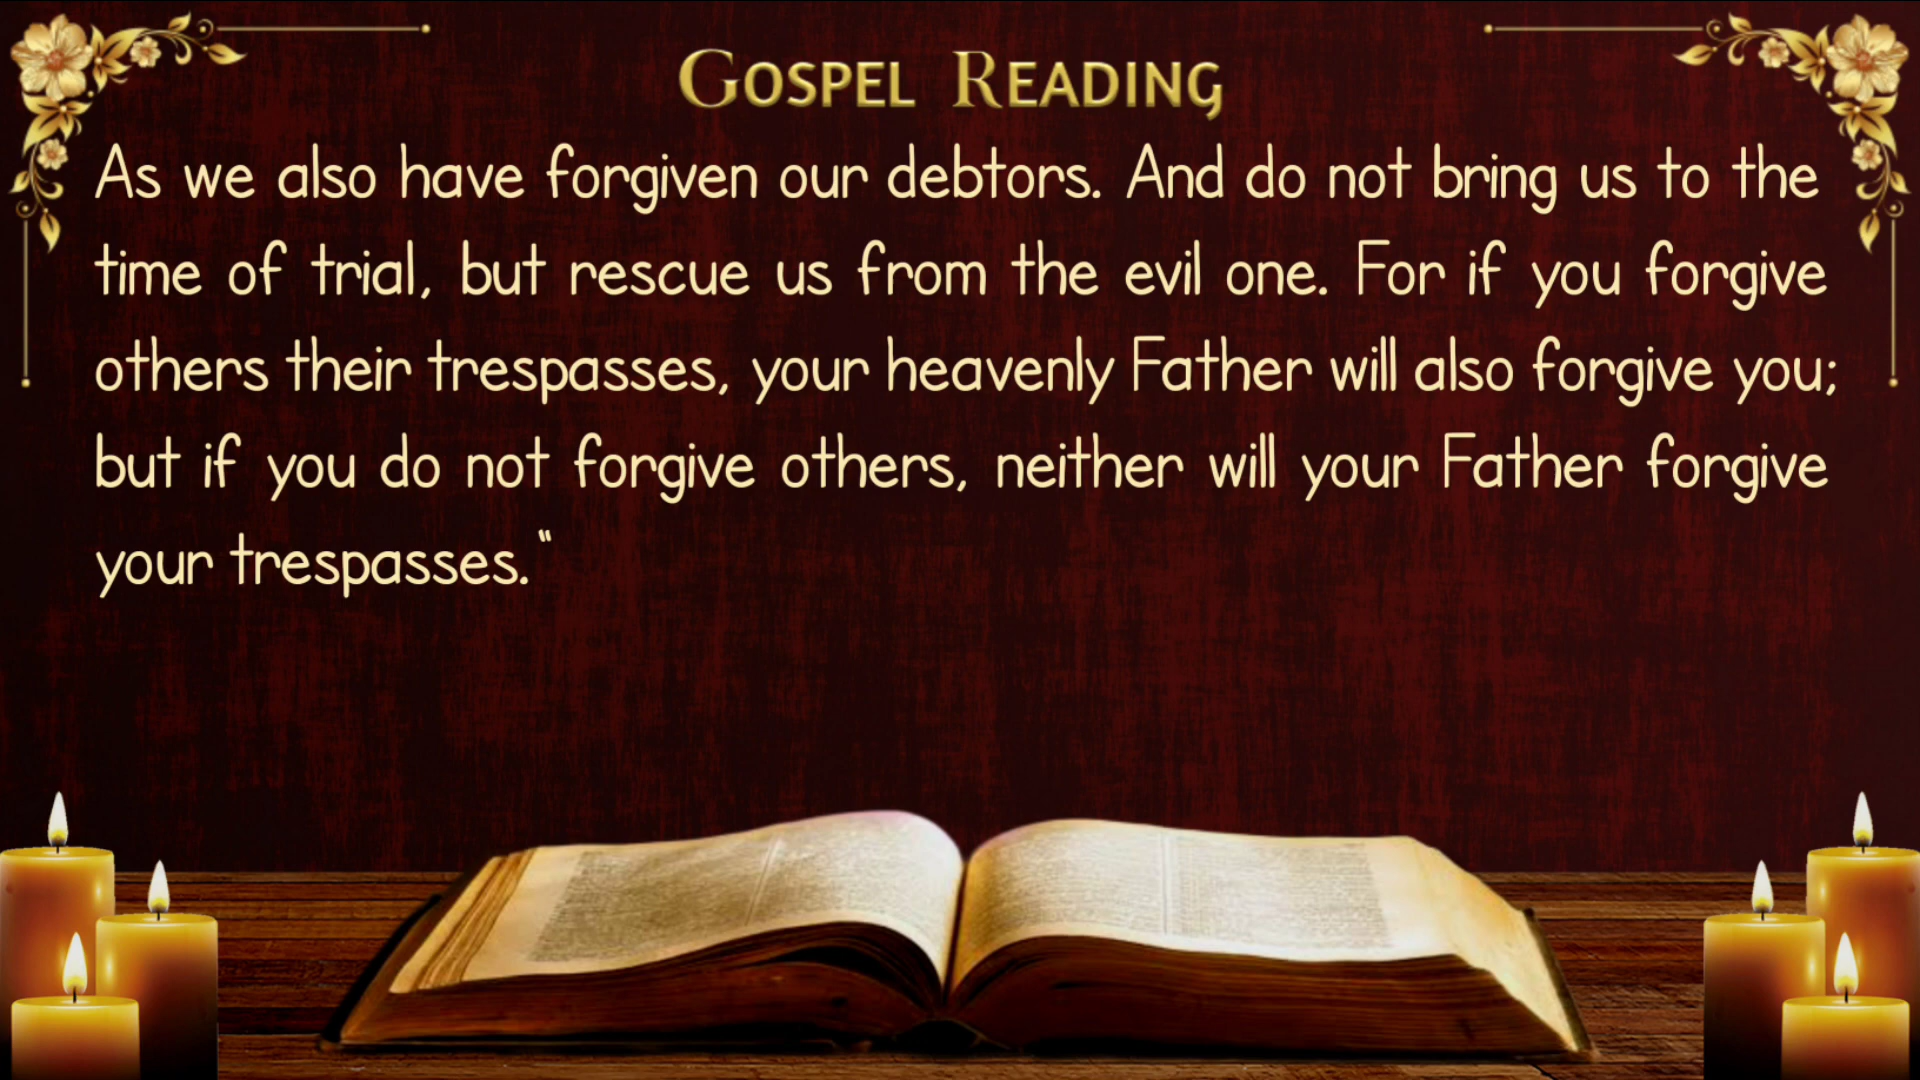 Gospel Reading
As we also have forgiven our debtors. And do not bring us to the
time of trial, but rescue us from the evil one. For if you forgive
others their trespasses, your heavenly Father will also forgive you;
but if you do not forgive others, neither will your Father forgive
your trespasses.“